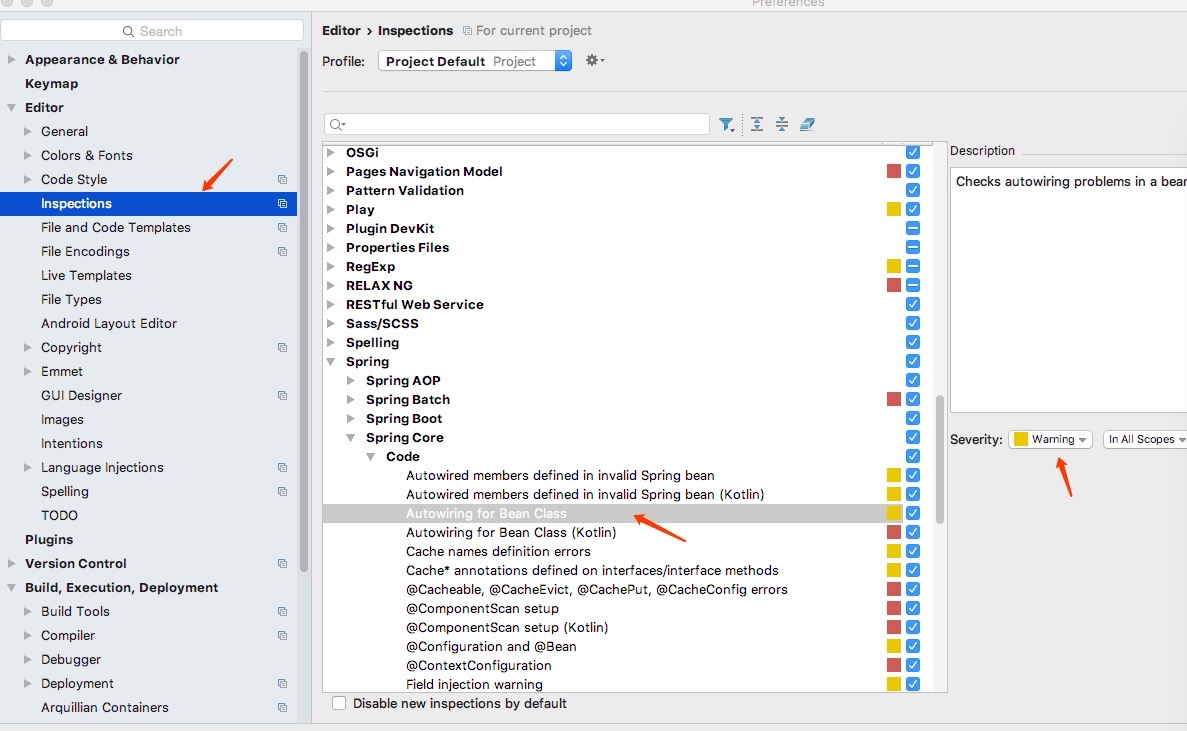 Preferences
Search
Appearance & Behavior
Keymap
Editor
General
Colors & Fonts
Code Style
Inspections
File and Code Templates
File Encodings
Live Templates
File Types
Android Layout Editor
Copyright
Emmet
GUI Designer
Images
Intentions
Language Injections
Spelling
TODO
Plugins
Version Control
Build, Execution, Deployment
Build Tools
Compiler
Debugger
Deployment
Arquillian Containers
Editor › Inspections For current project
Profile: Project Default Project
OSGi
Pages Navigation Model
Pattern Validation
Play
Plugin DevKit
Properties Files
RegExp
RELAX NG
RESTful Web Service
Sass/SCSS
Spelling
Spring
Spring AOP
Spring Batch
Spring Boot
Spring Core
Code
Autowired members defined in invalid Spring bean
Autowired members defined in invalid Spring bean (Kotlin)
Autowiring for Bean Class
Autowiring for Bean Class (Kotlin)
Cache names definition errors
Cache* annotations defined on interfaces/interface methods
@Cacheable, @CacheEvict, @CachePut, @CacheConfig errors
@ComponentScan setup
@ComponentScan setup (Kotlin)
@Configuration and @Bean
@ContextConfiguration
Field injection warning
Disable new inspections by default
Description
Checks autowiring problems in a bean
Severity: Warning In All Scopes